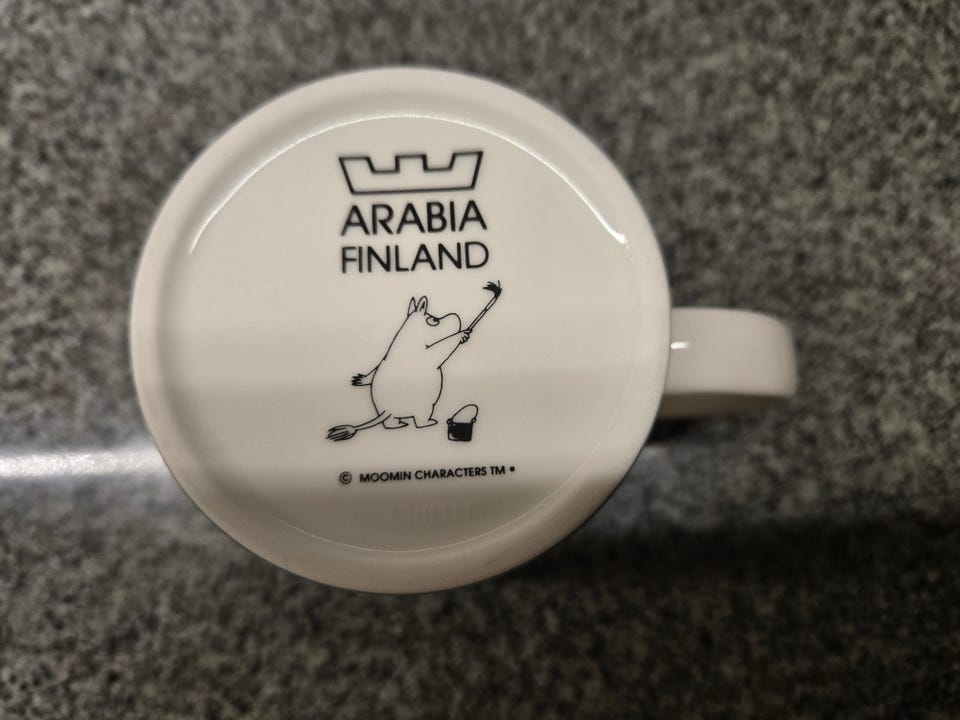 ARABIA
FINLAND
© MOOMIN CHARACTERS TM •